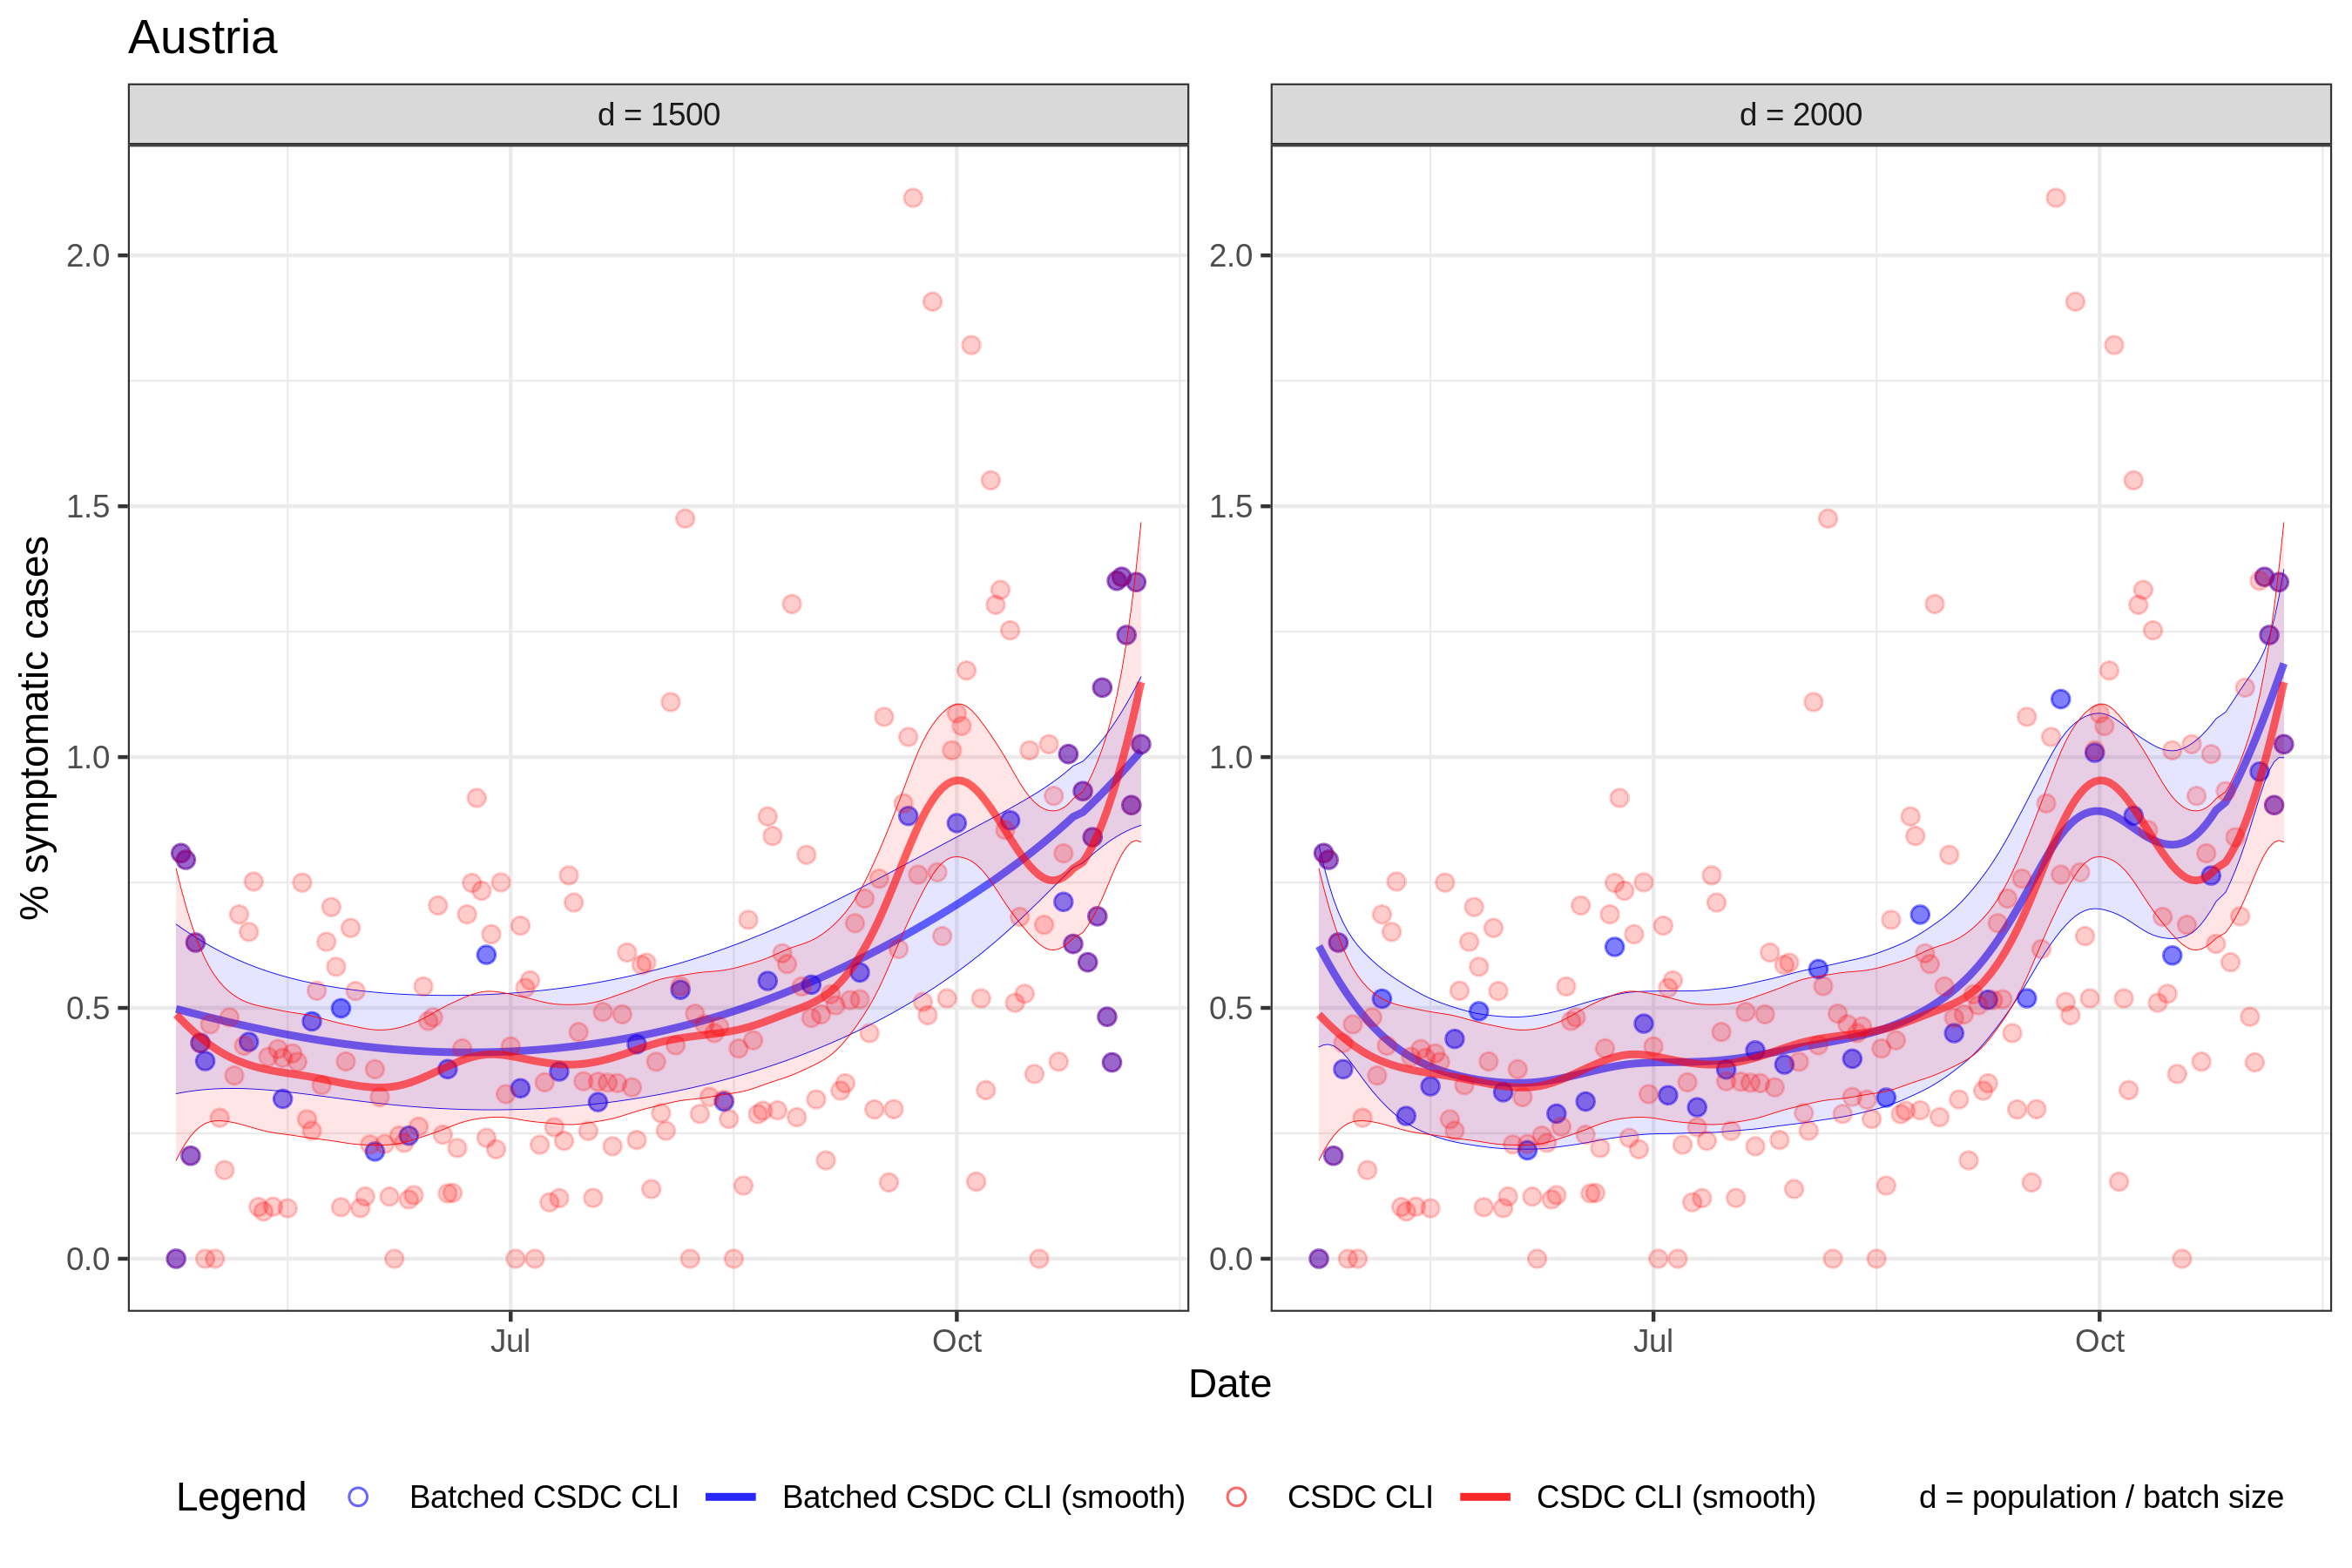 Austria
d = 1500
d = 2000
% symptomatic cases
2.0
1.5
1.0
0.5
0.0
2.0
1.5
1.0
0.5
0.0
Jul
Oct
Jul
Oct
Date
Legend Batched CSDC CLI Batched CSDC CLI (smooth) CSDC CLI CSDC CLI (smooth) d = population / batch size